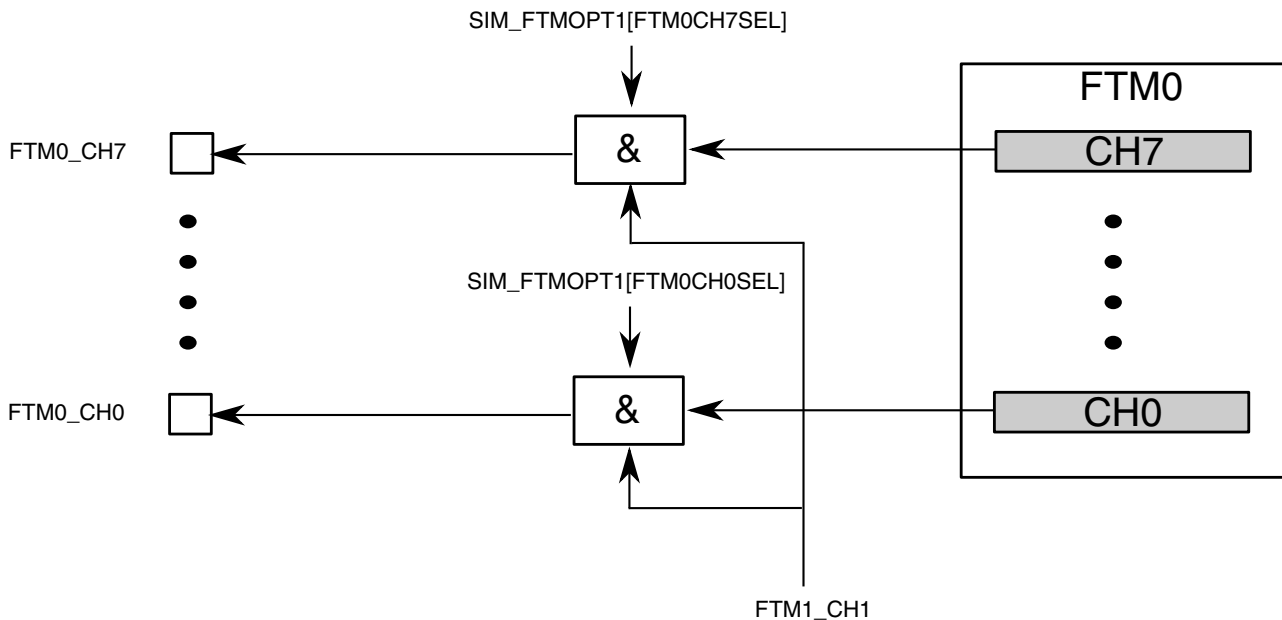 SIM_FTMOPT1[FTM0CH7SEL]
FTM0
FTM0_CH7
&
CH7
SIM_FTMOPT1[FTM0CH0SEL]
FTM0_CH0
&
CH0
FTM1_CH1